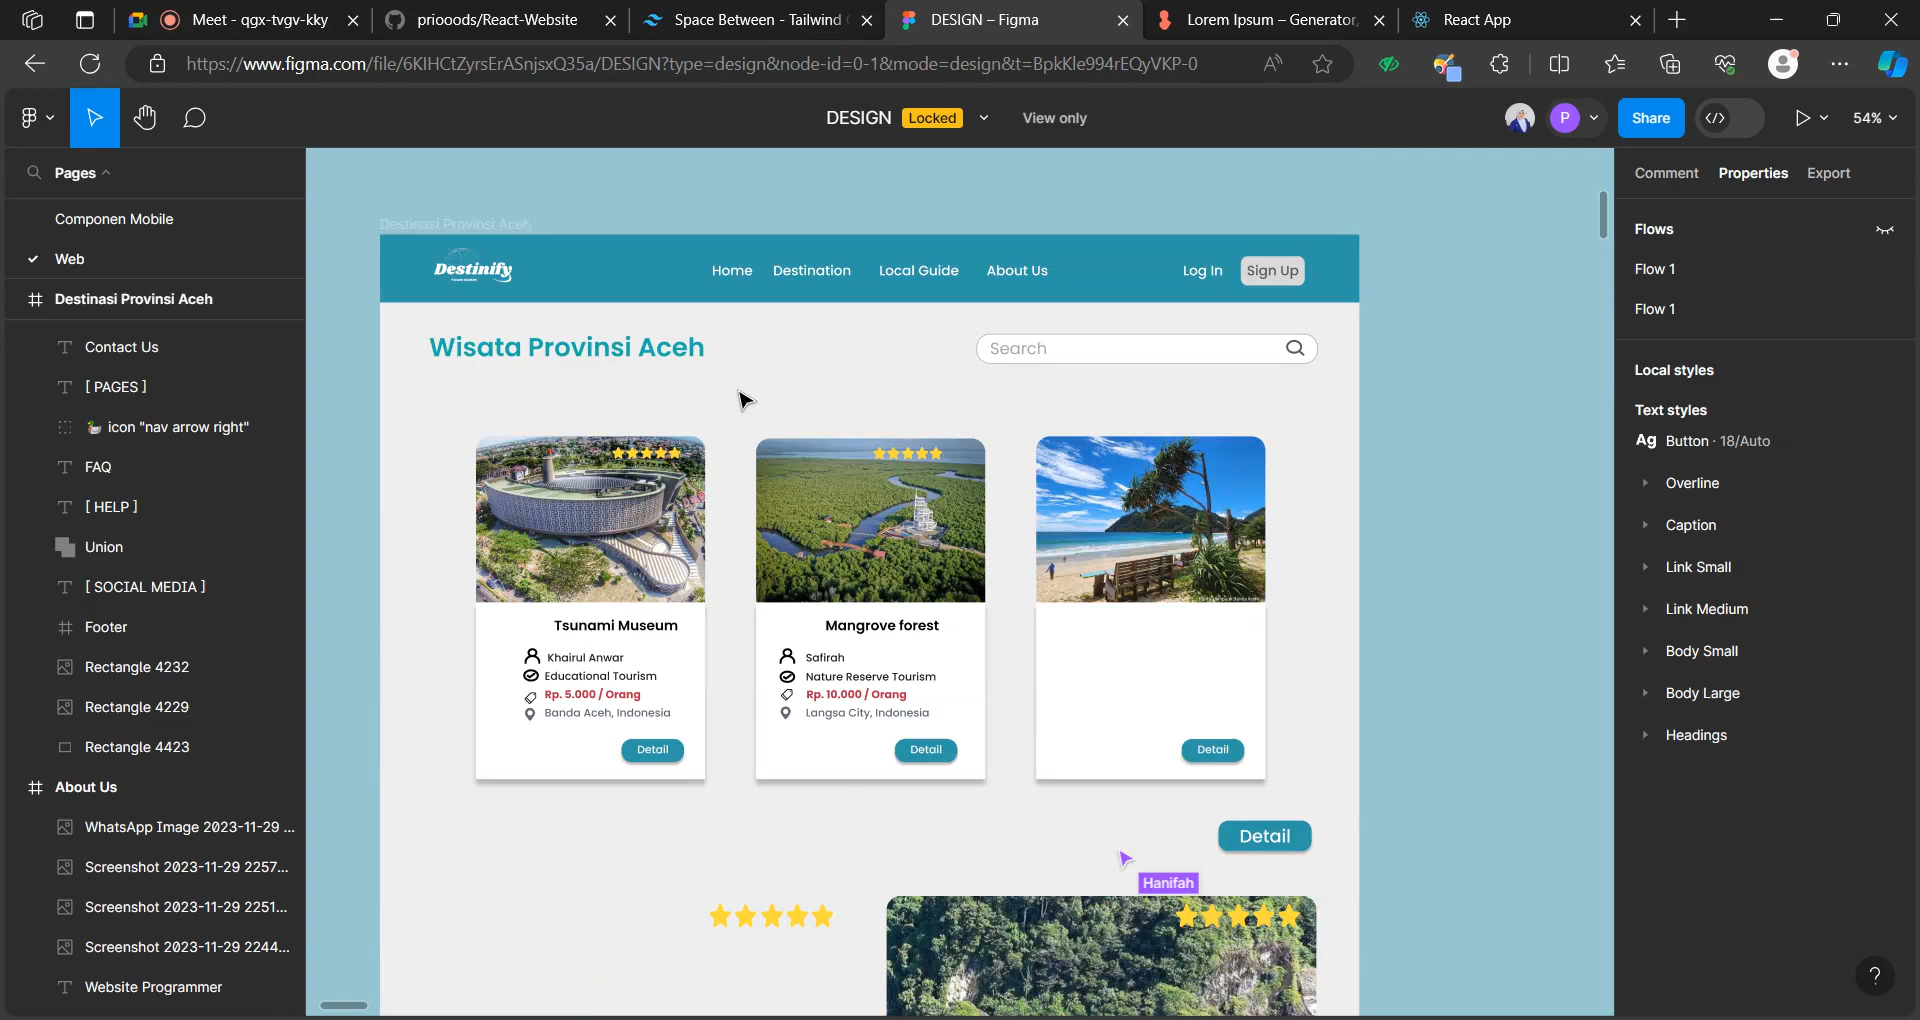 Meet - qgx-tvgv-kky
priooods/React-Website
Space Between - Tailwind
DESIGN – Figma
Lorem Ipsum – Generator,
React App
https://www.figma.com/file/6KIHCtZyrsErASnjsxQ35a/DESIGN?type=design&node-id=0-1&mode=design&t=BpkKle994rEQyVKP-0
DESIGN
Locked
View only
P
Share
54%
Pages
Componen Mobile
Web
Destinasi Provinsi Aceh
Contact Us
[ PAGES ]
icon "nav arrow right"
FAQ
[ HELP ]
Union
[ SOCIAL MEDIA ]
Footer
Rectangle 4232
Rectangle 4229
Rectangle 4423
About Us
WhatsApp Image 2023-11-29 ...
Screenshot 2023-11-29 2257...
Screenshot 2023-11-29 2251...
Screenshot 2023-11-29 2244...
Website Programmer
Destinasi Provinsi Aceh
Destinify
Home
Destination
Local Guide
About Us
Log In
Sign Up
Wisata Provinsi Aceh
Search
Tsunami Museum
Khairul Anwar
Educational Tourism
Rp. 5.000 / Orang
Banda Aceh, Indonesia
Detail
Mangrove forest
Safirah
Nature Reserve Tourism
Rp. 10.000 / Orang
Langsa City, Indonesia
Detail
Detail
Detail
Hanifah
Comment
Properties
Export
Flows
Flow 1
Flow 1
Local styles
Text styles
Ag Button · 18/Auto
Overline
Caption
Link Small
Link Medium
Body Small
Body Large
Headings
?